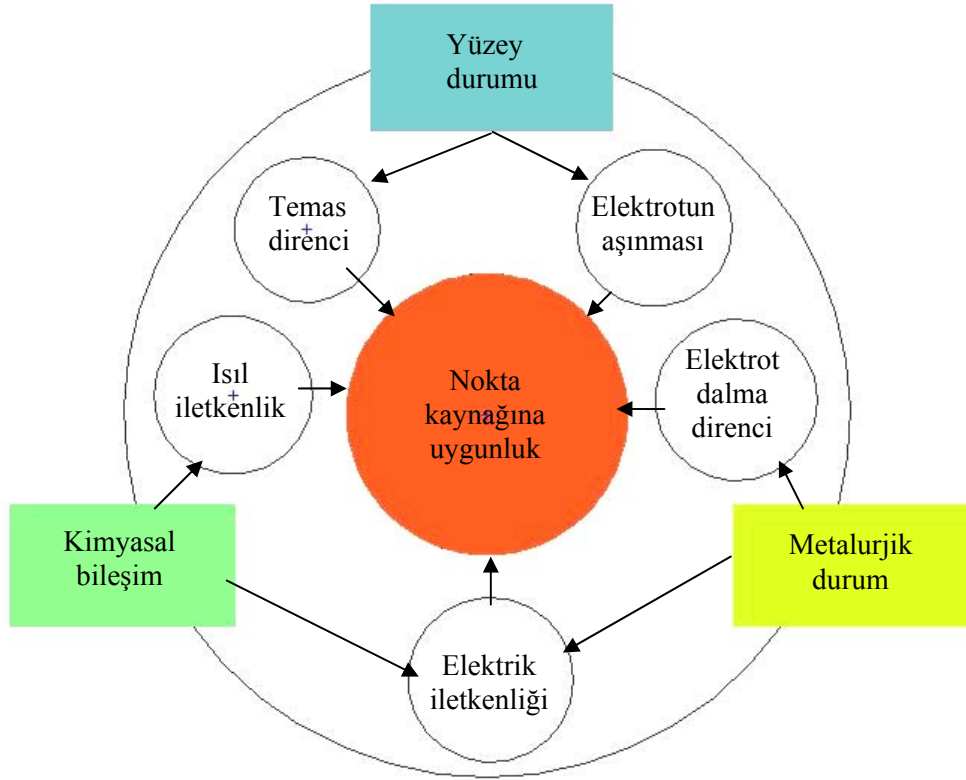 Yüzey
durumu
Temas
direnci
Elektrotun
aşınması
Isıl
iletkenlik
Nokta
kaynağına
uygunluk
Elektrot
dalma
direnci
Kimyasal
bileşim
Metalurjik
durum
Elektrik
iletkenliği